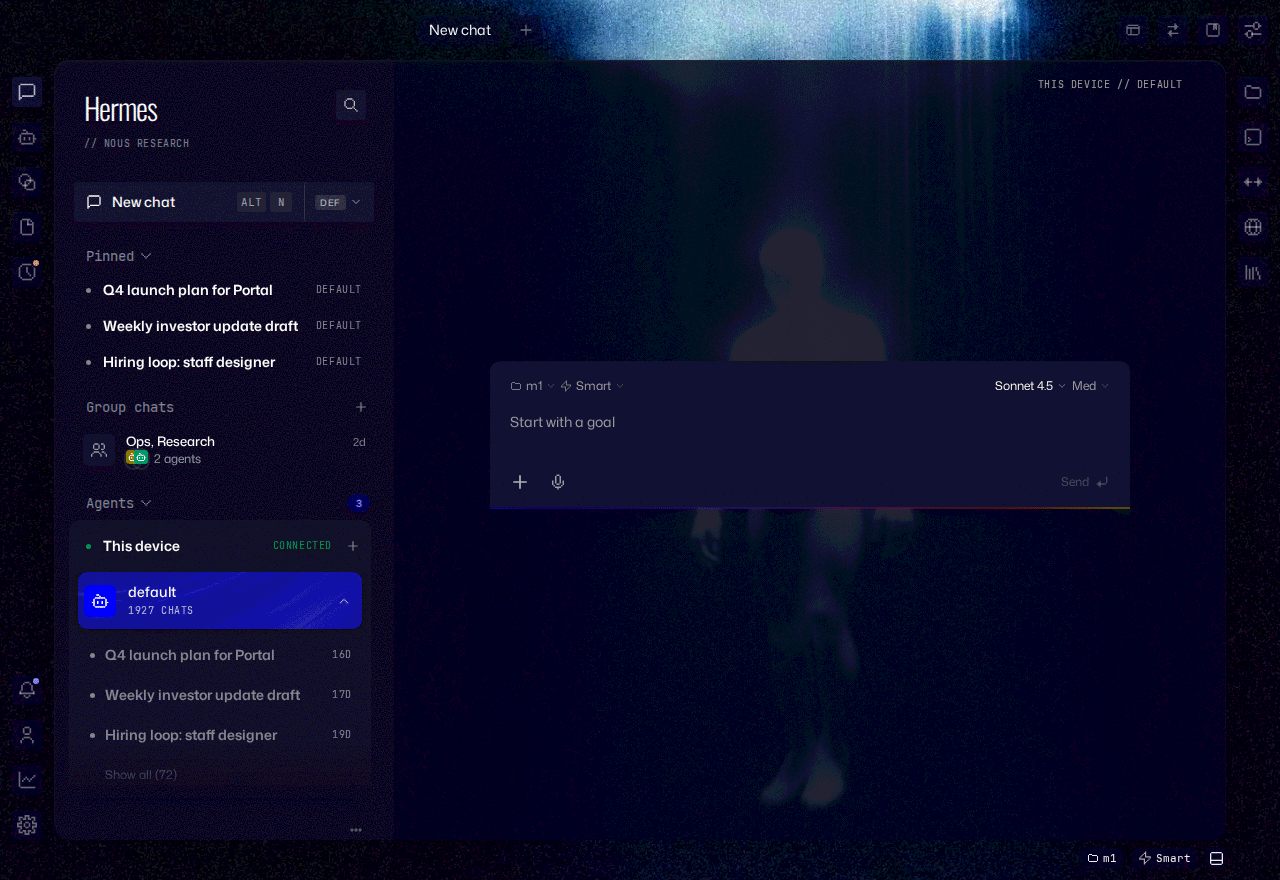 New chat
THIS DEVICE // DEFAULT
Hermes
// NOUS RESEARCH
New chat ALT N DEF
Pinned
Q4 launch plan for Portal DEFAULT
Weekly investor update draft DEFAULT
Hiring loop: staff designer DEFAULT
Group chats
Ops, Research 2d
2 agents
Agents 3
This device CONNECTED
default
1927 CHATS
Q4 launch plan for Portal 16D
Weekly investor update draft 17D
Hiring loop: staff designer 19D
Show all (72)
m1 Smart Sonnet 4.5 Med
Start with a goal
Send
m1 Smart